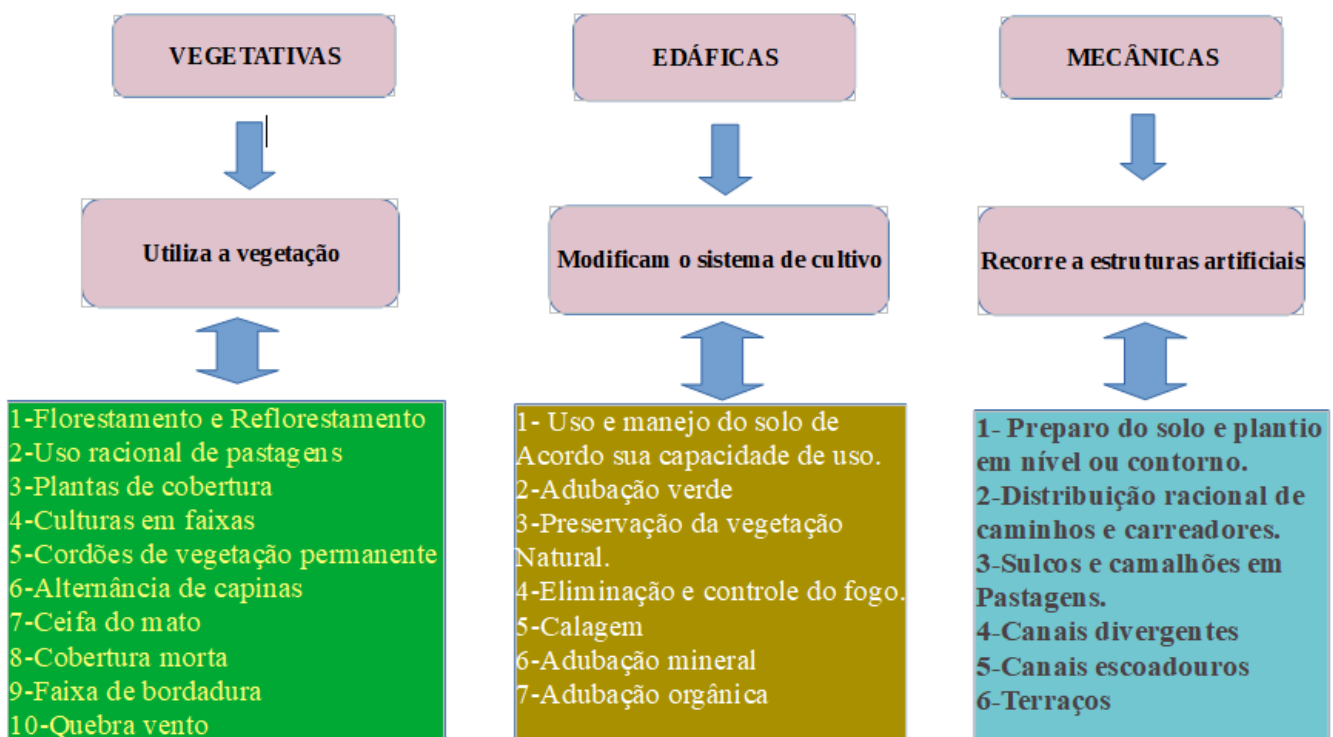 VEGETATIVAS
EDÁFICAS
MECÂNICAS
Utiliza a vegetação
Modificam o sistema de cultivo
Recorre a estruturas artificiais
1-Florestamento e Reflorestamento
2-Uso racional de pastagens
3-Plantas de cobertura
4-Culturas em faixas
5-Cordões de vegetação permanente
6-Alternância de capinas
7-Ceifa do mato
8-Cobertura morta
9-Faixa de bordadura
10-Quebra vento
1- Uso e manejo do solo de
Acordo sua capacidade de uso.
2-Adubação verde
3-Preservação da vegetação
Natural.
4-Eliminação e controle do fogo.
5-Calagem
6-Adubação mineral
7-Adubação orgânica
1- Preparo do solo e plantio
em nível ou contorno.
2-Distribuição racional de
caminhos e carreadores.
3-Sulcos e camalhões em
Pastagens.
4-Canais divergentes
5-Canais escoadouros
6-Terraços